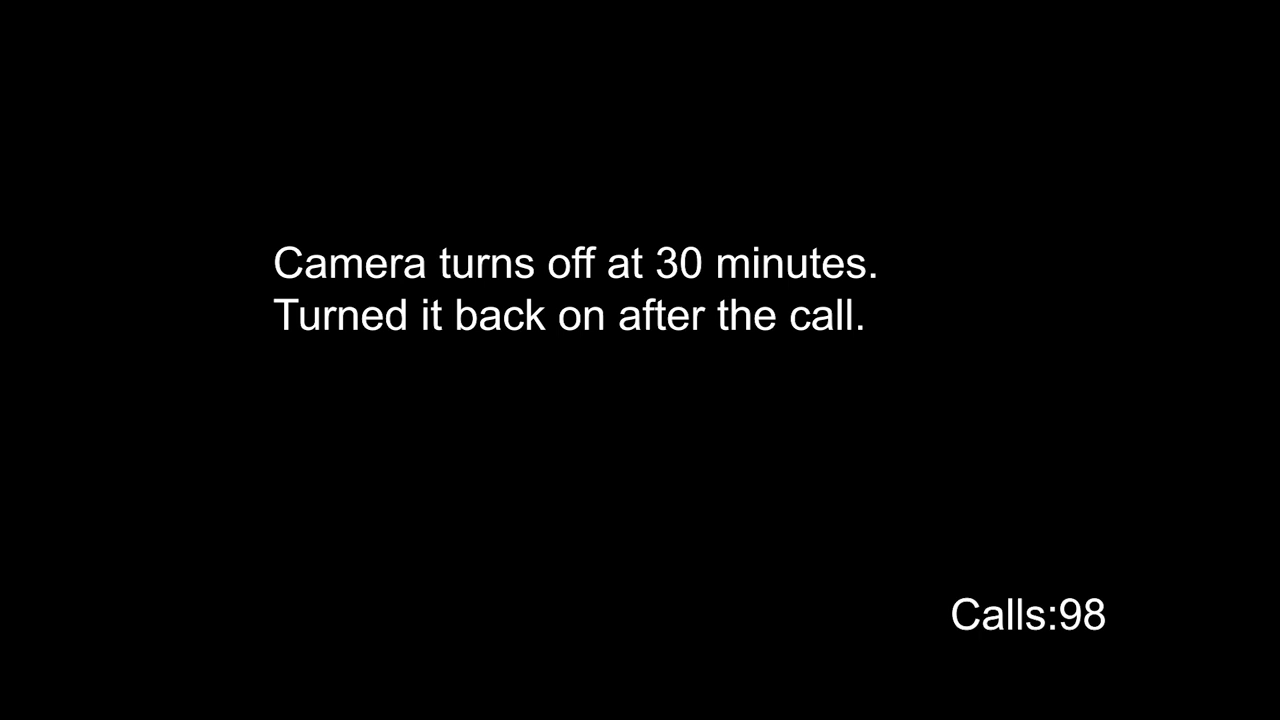 Camera turns off at 30 minutes.
Turned it back on after the call.
Calls:98